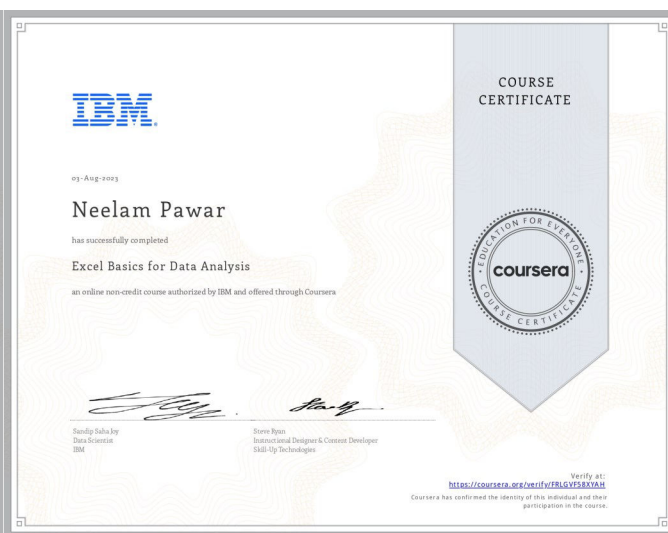 IBM®
03-Aug-2023
Neelam Pawar
has successfully completed
Excel Basics for Data Analysis
an online non-credit course authorized by IBM and offered through Coursera
COURSE
CERTIFICATE
EDUCATION FOR EVERYONE
coursera
COURSE CERTIFICATE
Sandip Saha Joy
Data Scientist
IBM
Steve Ryan
Instructional Designer & Content Developer
Skill-Up Technologies
Verify at:
https://coursera.org/verify/FRLGVF58XYAH
Coursera has confirmed the identity of this individual and their
participation in the course.